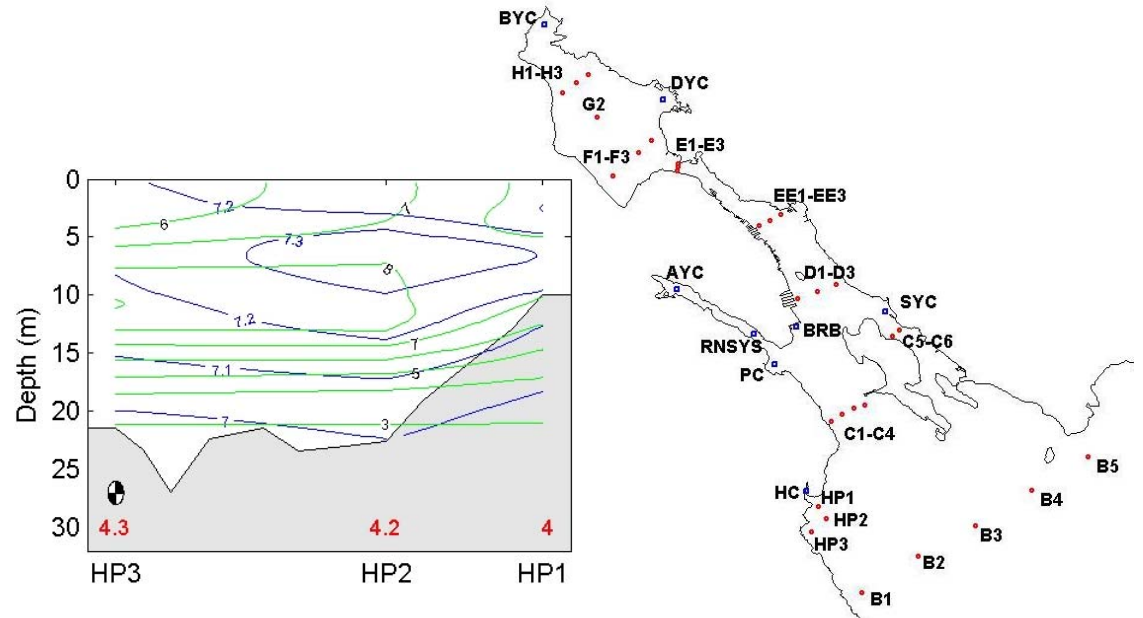 BYC
H1-H3
DYC
G2
E1-E3
F1-F3
EE1-EE3
AYC
D1-D3
SYC
BRB
RNSYS
C5-C6
PC
C1-C4
B5
HC
HP1
B4
HP2
B3
HP3
B2
B1
Depth (m)
0
5
10
15
20
25
30
7.2
7
6
7.3
8
7.2
7
7.1
5
7
3
4.3
4.2
4
HP3
HP2
HP1